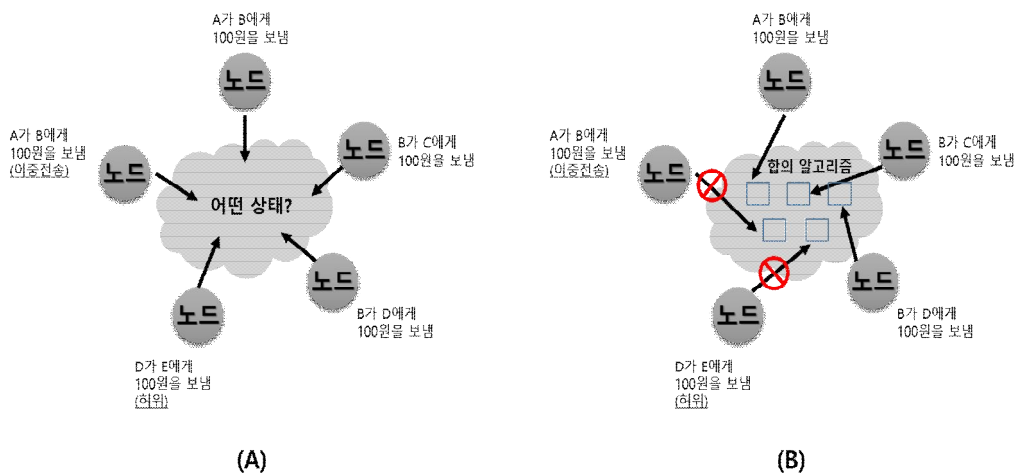 A가 B에게
100원을 보냄
노드
A가 B에게
100원을 보냄
(이중전송)
노드
노드
B가 C에게
100원을 보냄
어떤 상태?
노드
B가 D에게
100원을 보냄
노드
D가 E에게
100원을 보냄
(허위)
(A)
A가 B에게
100원을 보냄
노드
A가 B에게
100원을 보냄
(이중전송)
노드
노드
B가 C에게
100원을 보냄
합의 알고리즘
노드
B가 D에게
100원을 보냄
노드
D가 E에게
100원을 보냄
(허위)
(B)